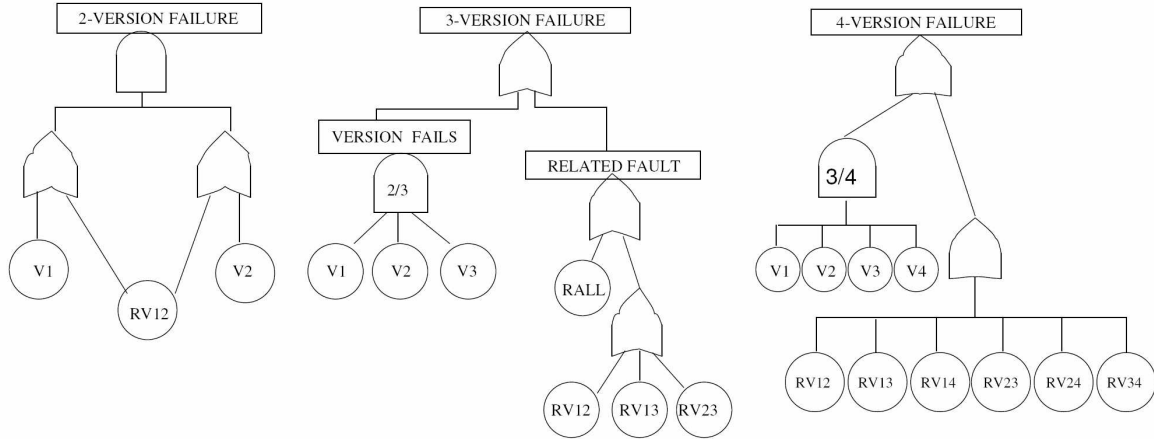 2-VERSION FAILURE
V1
V2
RV12
3-VERSION FAILURE
VERSION FAILS
2/3
V1
V2
V3
RELATED FAULT
RALL
RV12
RV13
RV23
4-VERSION FAILURE
3/4
V1
V2
V3
V4
RV12
RV13
RV14
RV23
RV24
RV34